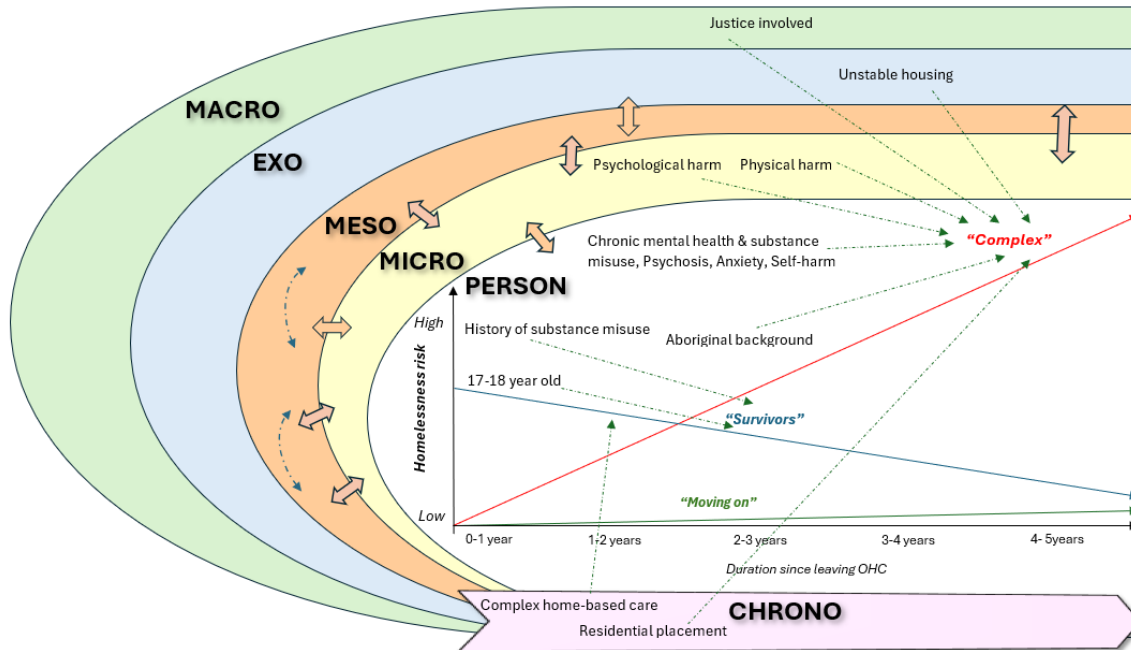 Justice involved
Unstable housing
MACRO
EXO
Psychological harm
Physical harm
MESO
MICRO
Chronic mental health & substance
misuse, Psychosis, Anxiety, Self-harm
“Complex”
PERSON
High
History of substance misuse
Aboriginal background
Homelessness risk
17-18 year old
“Survivors”
“Moving on”
Low
0-1 year
1-2 years
2-3 years
3-4 years
4- 5years
Duration since leaving OHC
Complex home-based care
CHRONO
Residential placement